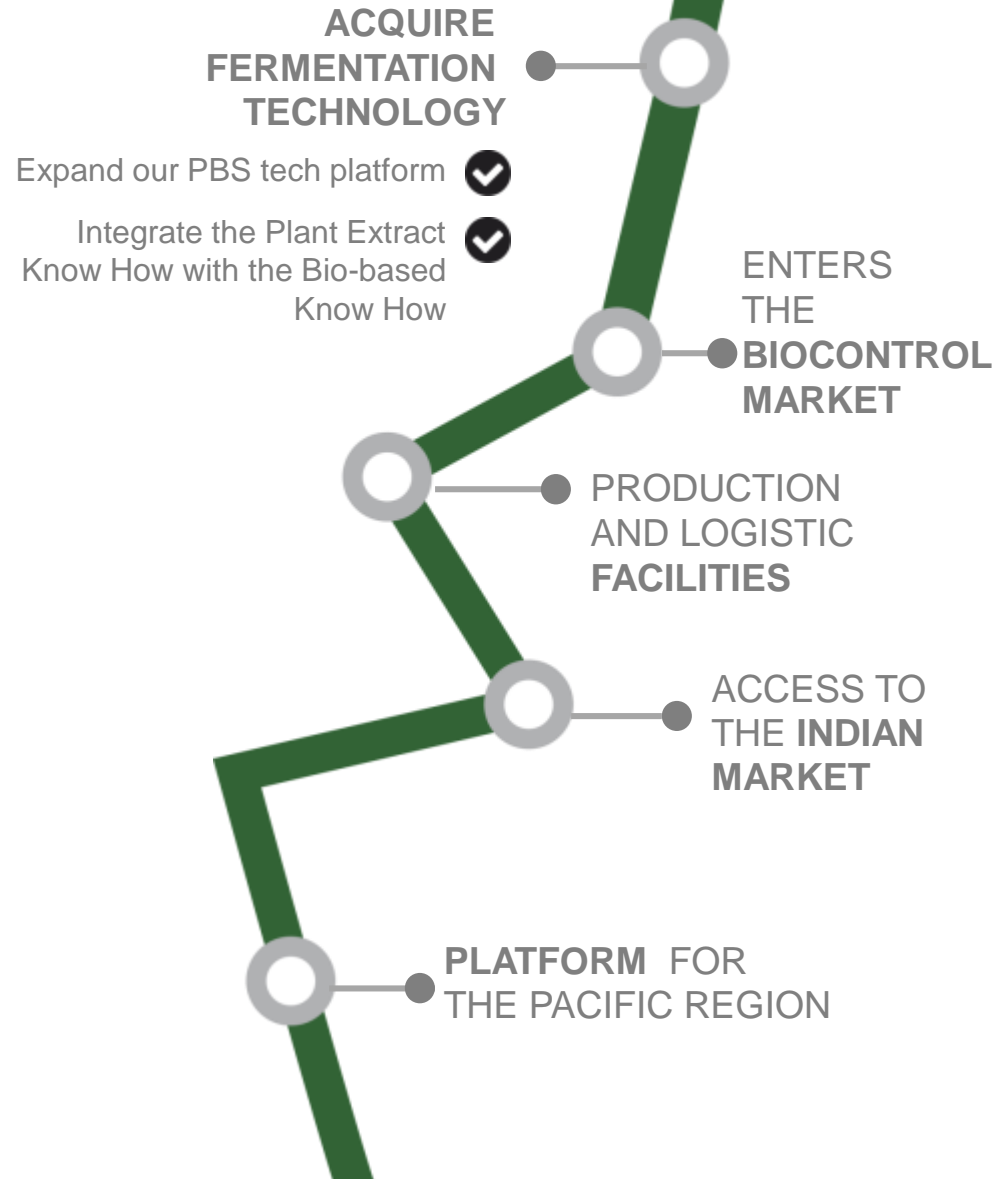 ACQUIRE
FERMENTATION
TECHNOLOGY
Expand our PBS tech platform
Integrate the Plant Extract
Know How with the Bio-based
Know How
ENTERS
THE
BIOCONTROL
MARKET
PRODUCTION
AND LOGISTIC
FACILITIES
ACCESS TO
THE INDIAN
MARKET
PLATFORM FOR
THE PACIFIC REGION